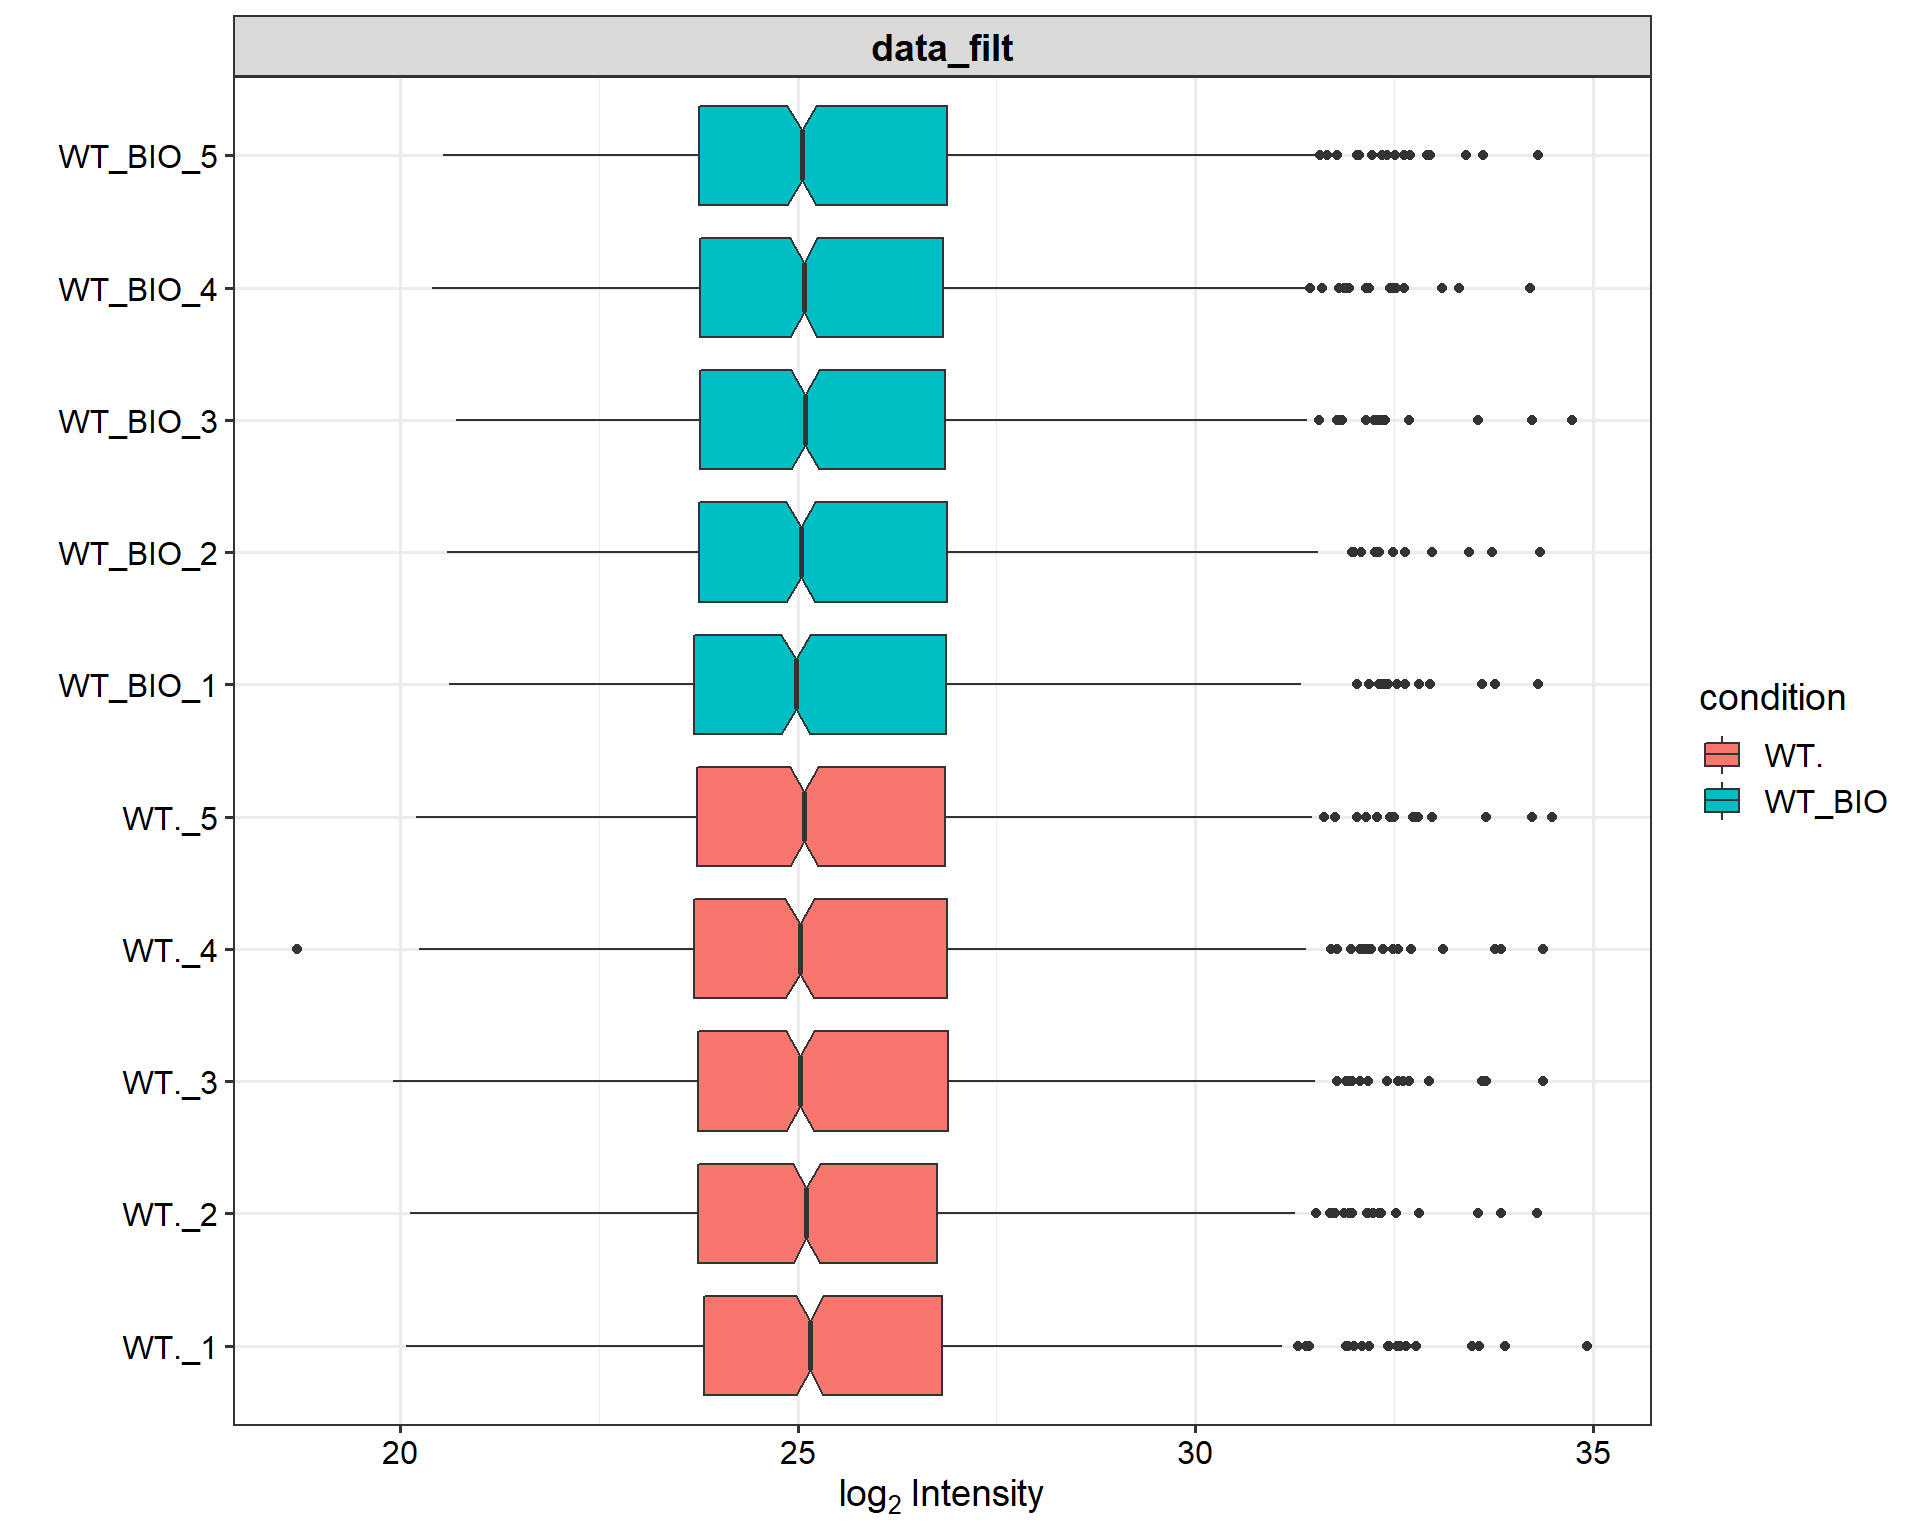 data_filt
WT_BIO_5
WT_BIO_4
WT_BIO_3
WT_BIO_2
WT_BIO_1
WT._5
WT._4
WT._3
WT._2
WT._1
20 25 30 35
log₂ Intensity
condition
WT.
WT_BIO